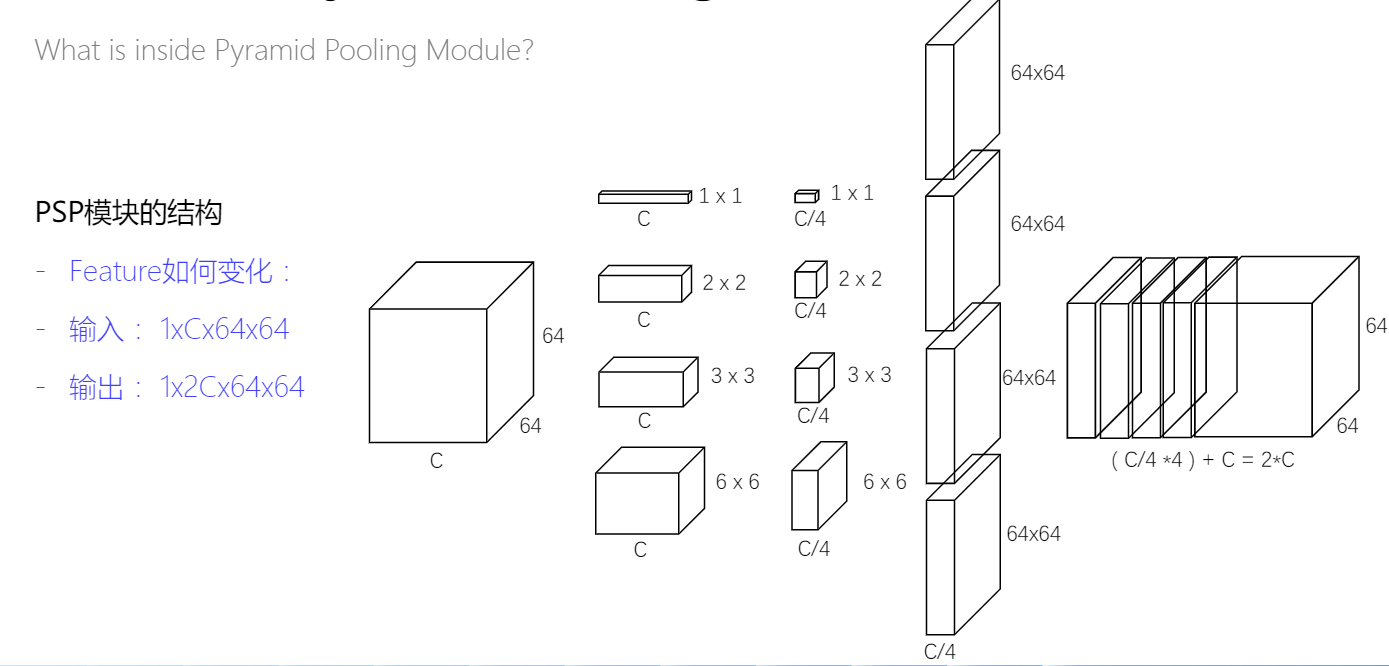 What is inside Pyramid Pooling Module?
PSP模块的结构
- Feature如何变化：
- 输入： 1xCx64x64
- 输出： 1x2Cx64x64
64
64
C
1 x 1
C
2 x 2
C
3 x 3
C
6 x 6
C
1 x 1
C/4
2 x 2
C/4
3 x 3
C/4
6 x 6
C/4
64x64
64x64
64x64
64x64
C/4
64
64
( C/4 *4 ) + C = 2*C